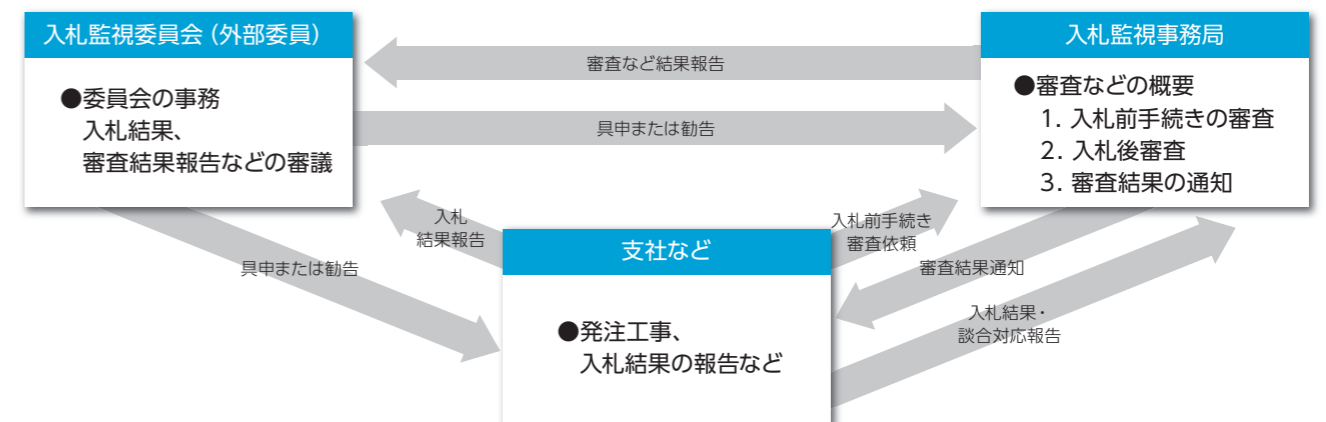 入札監視委員会(外部委員)
●委員会の事務
入札結果、
審査結果報告などの審議
審査など結果報告
具申または勧告
入札監視事務局
●審査などの概要
1. 入札前手続きの審査
2. 入札後審査
3. 審査結果の通知
入札
結果報告
具申または勧告
支社など
●発注工事、
入札結果の報告など
入札前手続き
審査依頼
審査結果通知
入札結果・
談合対応報告